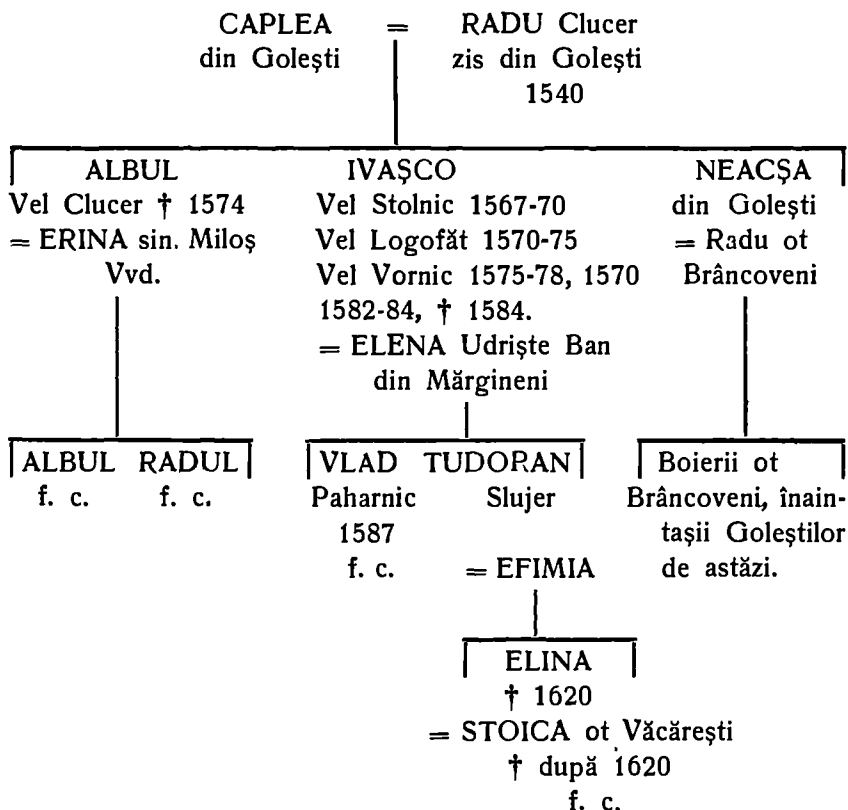 CAPLEA = RADU Clucer
din Golești zis din Golești
1540
ALBUL IVAȘCO NEACȘA
Vel Clucer † 1574 Vel Stolnic 1567-70 din Golești
= ERINA sin. Miloș Vel Logofăt 1570-75 = Radu ot
Vvd. Vel Vornic 1575-78, 1570 Brâncoveni
1582-84, † 1584.
= ELENA Udriște Ban
din Mărgineni
ALBUL RADUL VLAD TUDORAN Boierii ot
f. c. f. c. Paharnic Slujer Brâncoveni, înain-
1587 tașii Goleștilor
f. c. = EFIMIA de astăzi.
ELINA
† 1620
= STOICA ot Văcărești
† după 1620
f. c.